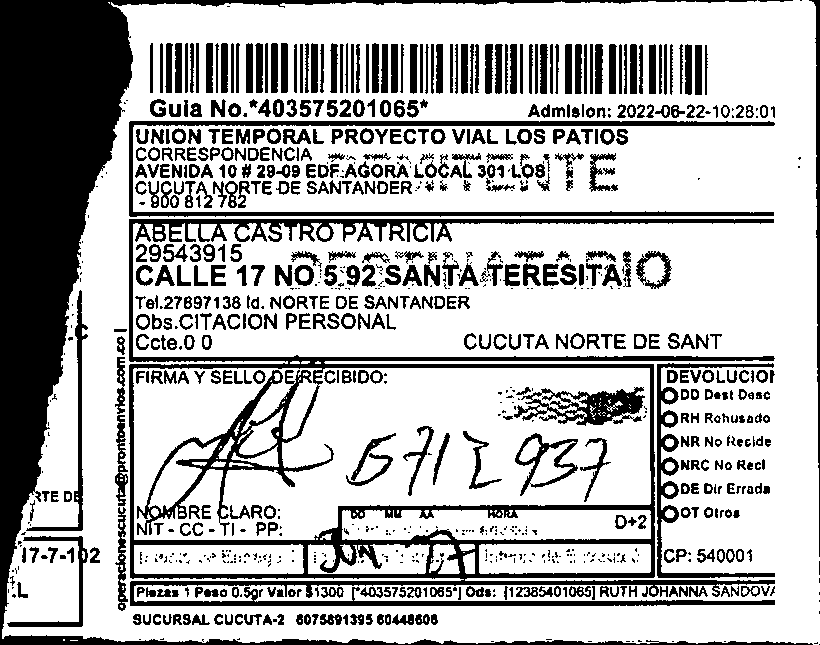 Guia No.*403575201065*
Admision: 2022-06-22-10:28:01
UNION TEMPORAL PROYECTO VIAL LOS PATIOS
CORRESPONDENCIA
REMITENTE
AVENIDA 10 # 29-09 EDF.AGORA LOCAL 301 LOS
CUCUTA NORTE DE SANTANDER
- 900 812 782
ABELLA CASTRO PATRICIA
29543915
DESTINATARIO
CALLE 17 NO 5 92 SANTA TERESITA
Tel.27697138 Id. NORTE DE SANTANDER
Obs.CITACION PERSONAL
Ccte.0 0
CUCUTA NORTE DE SANT
operacionescucuta@prontoenvios.com.co
FIRMA Y SELLO DE RECIBIDO:
5712937
NOMBRE CLARO:
NIT - CC - TI - PP:
DD MM AA HORA
D+2
DEVOLUCION
DD Dest Desc
RH Rehusado
NR No Recide
NRC No Recl
DE Dir Errada
OT Otros
CP: 540001
RTE DE
17-7-102
L
Piezas 1 Peso 0.5gr Valor $1300 [*403575201065*] Ods: [12385401065] RUTH JOHANNA SANDOVA
SUCURSAL CUCUTA-2 6075891395 60448606